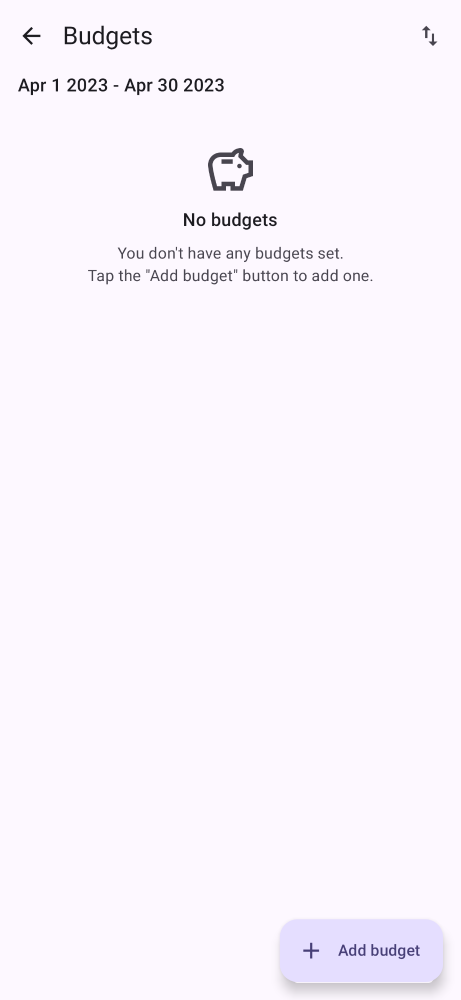 Budgets
Apr 1 2023 - Apr 30 2023
No budgets
You don't have any budgets set.
Tap the "Add budget" button to add one.
Add budget